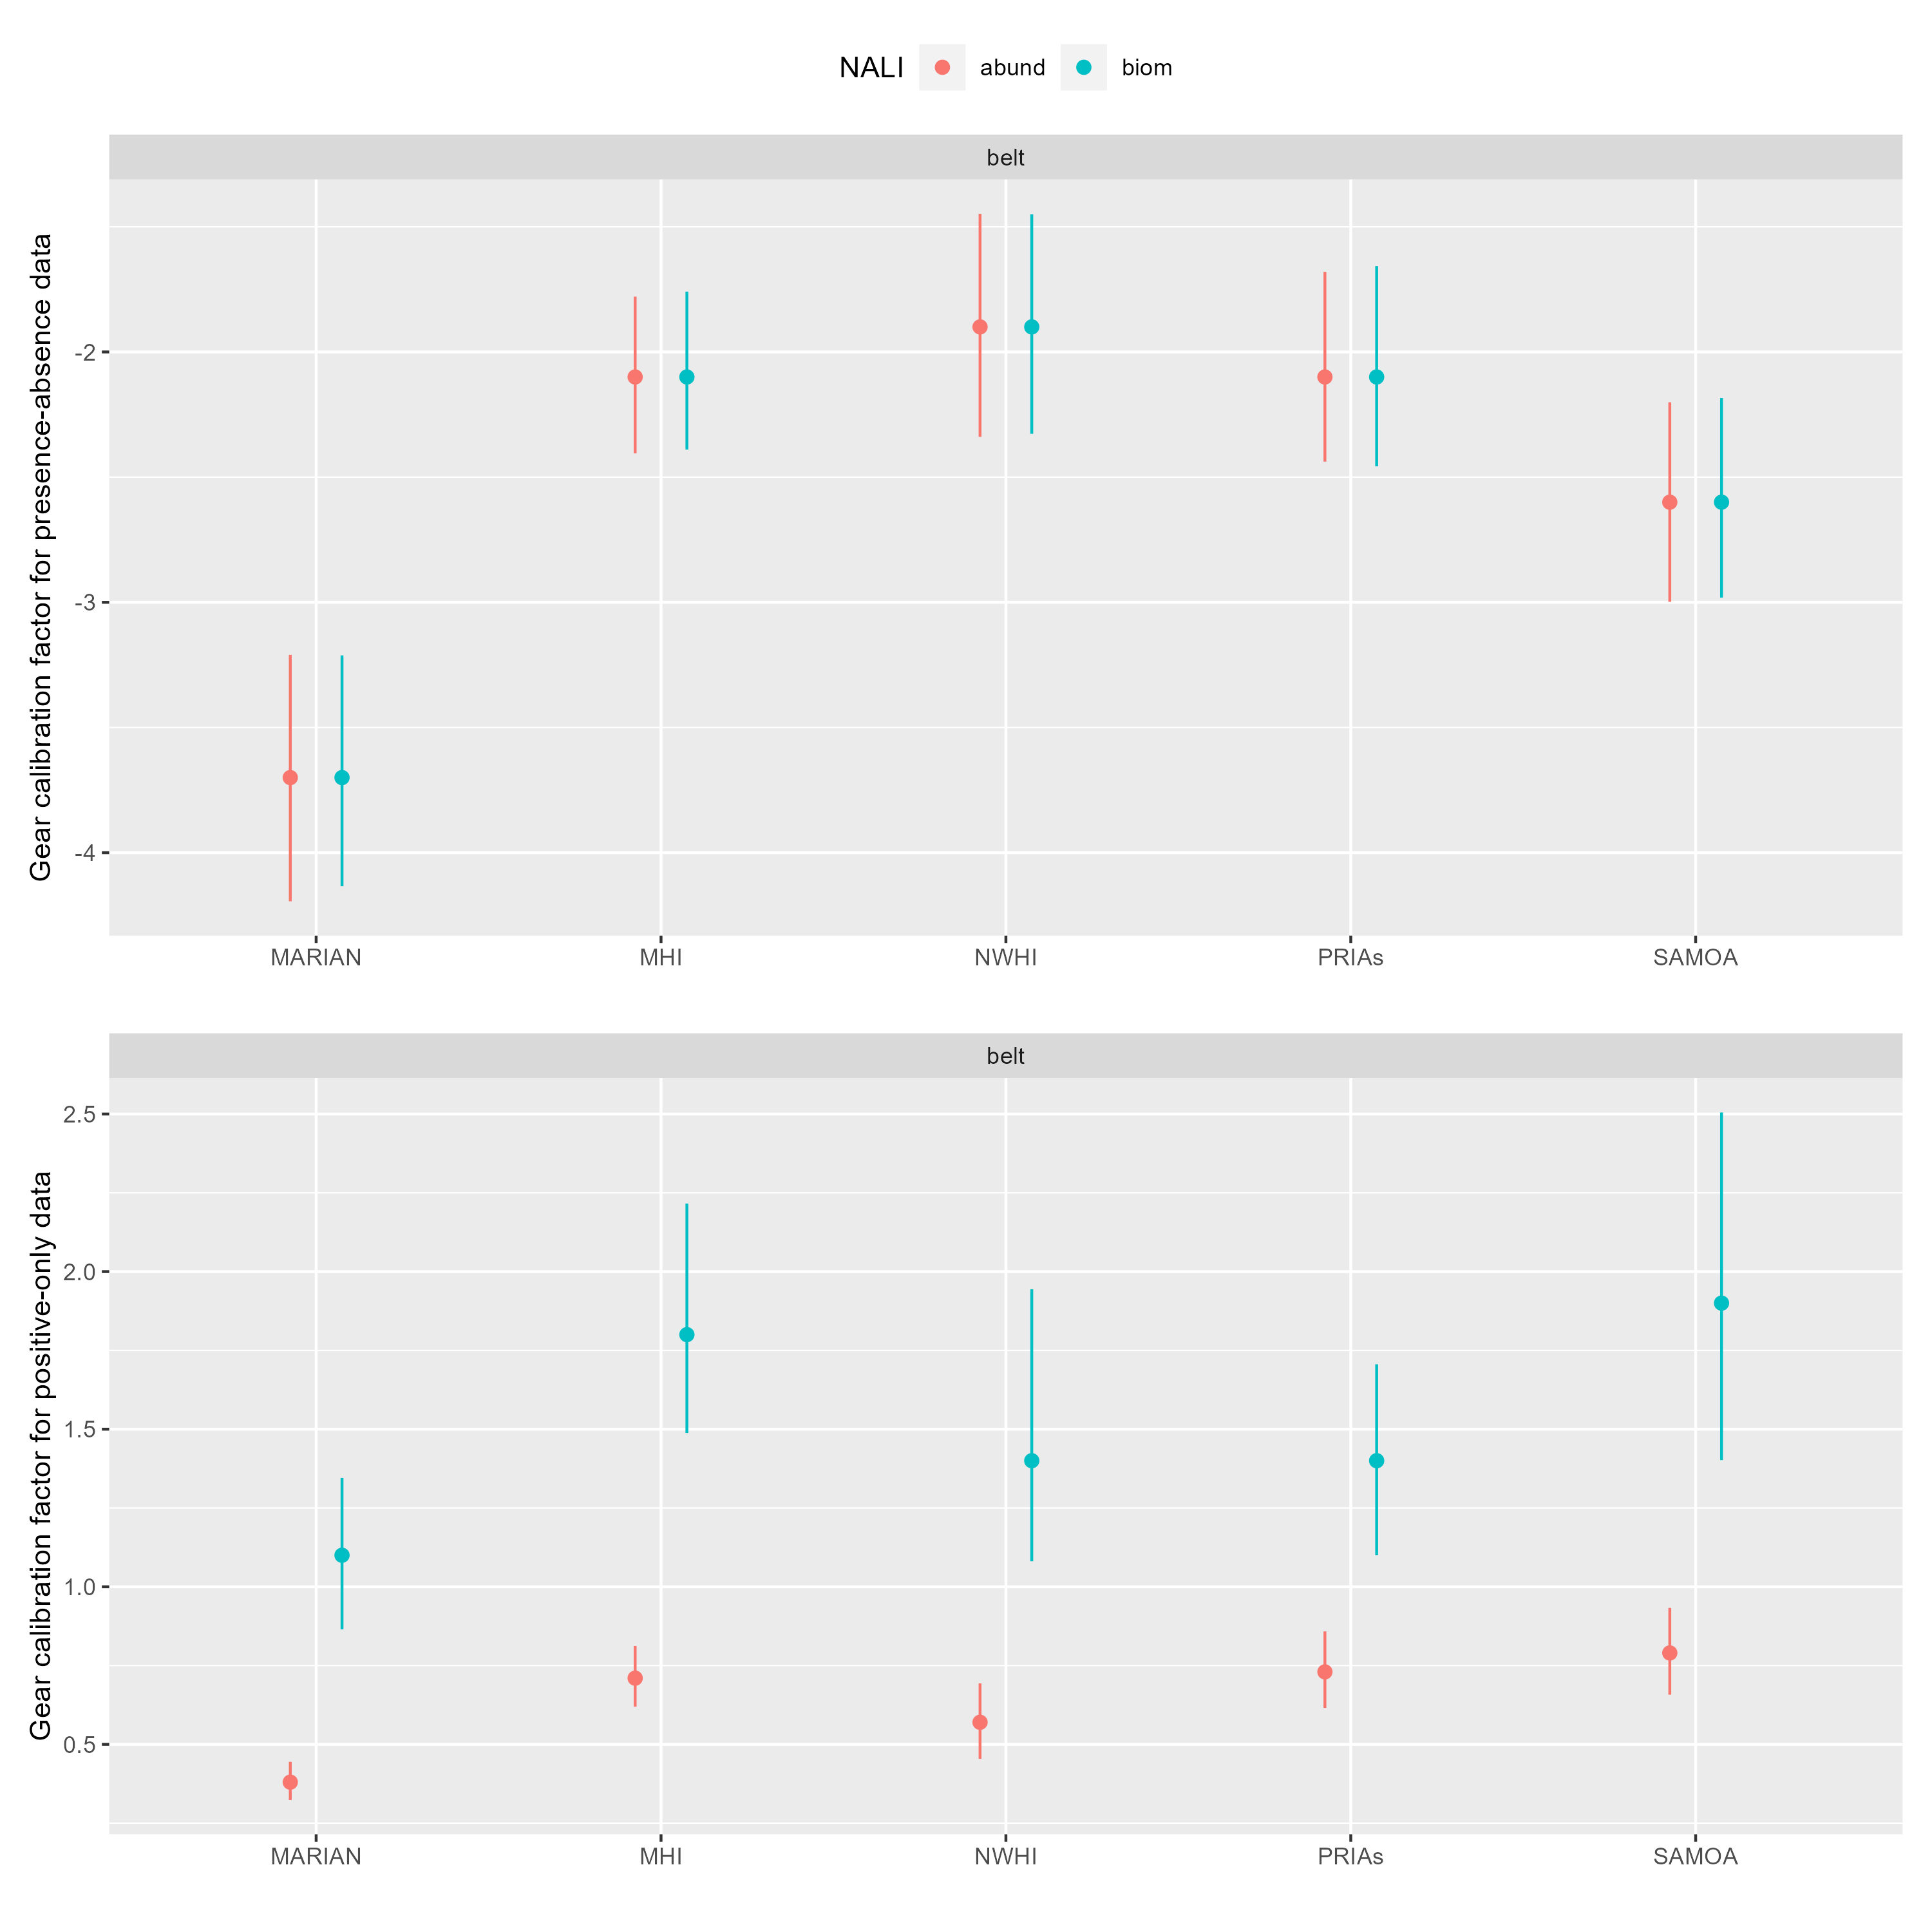 NALI abund biom
belt
Gear calibration factor for presence-absence data
-2
-3
-4
MARIAN MHI NWHI PRIAs SAMOA
belt
Gear calibration factor for positive-only data
2.5
2.0
1.5
1.0
0.5
MARIAN MHI NWHI PRIAs SAMOA